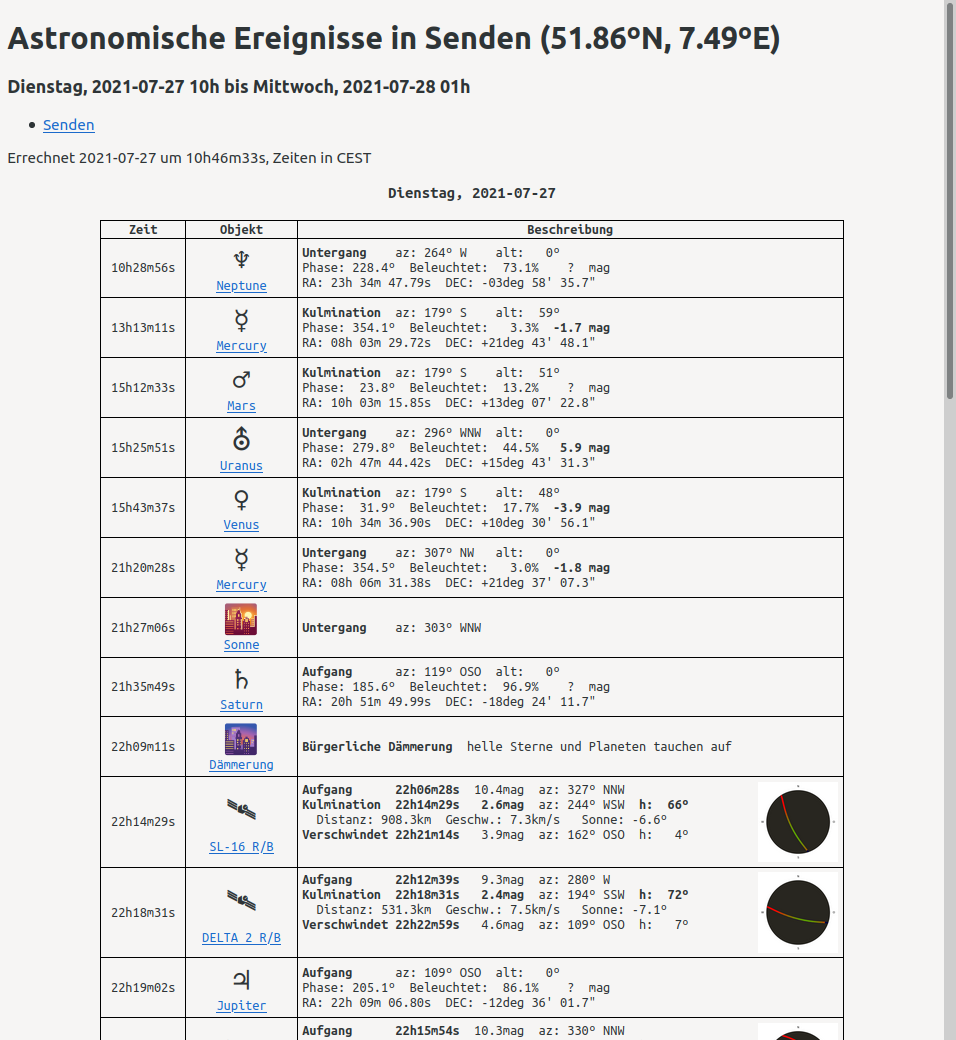 Astronomische Ereignisse in Senden (51.86°N, 7.49°E)
Dienstag, 2021-07-27 10h bis Mittwoch, 2021-07-28 01h
• Senden
Errechnet 2021-07-27 um 10h46m33s, Zeiten in CEST
Dienstag, 2021-07-27
Zeit Objekt Beschreibung
10h28m56s ♆ Neptune
Untergang az: 264° W alt: 0°
Phase: 228.4° Beleuchtet: 73.1% ? mag
RA: 23h 34m 47.79s DEC: -03deg 58' 35.7"
13h13m11s ☿ Mercury
Kulmination az: 179° S alt: 59°
Phase: 354.1° Beleuchtet: 3.3% -1.7 mag
RA: 08h 03m 29.72s DEC: +21deg 43' 48.1"
15h12m33s ♂ Mars
Kulmination az: 179° S alt: 51°
Phase: 23.8° Beleuchtet: 13.2% ? mag
RA: 10h 03m 15.85s DEC: +13deg 07' 22.8"
15h25m51s ⛢ Uranus
Untergang az: 296° WNW alt: 0°
Phase: 279.8° Beleuchtet: 44.5% 5.9 mag
RA: 02h 47m 44.42s DEC: +15deg 43' 31.3"
15h43m37s ♀ Venus
Kulmination az: 179° S alt: 48°
Phase: 31.9° Beleuchtet: 17.7% -3.9 mag
RA: 10h 34m 36.90s DEC: +10deg 30' 56.1"
21h20m28s ☿ Mercury
Untergang az: 307° NW alt: 0°
Phase: 354.5° Beleuchtet: 3.0% -1.8 mag
RA: 08h 06m 31.38s DEC: +21deg 37' 07.3"
21h27m06s Sonne
Untergang az: 303° WNW
21h35m49s ♄ Saturn
Aufgang az: 119° OSO alt: 0°
Phase: 185.6° Beleuchtet: 96.9% ? mag
RA: 20h 51m 49.99s DEC: -18deg 24' 11.7"
22h09m11s Dämmerung
Bürgerliche Dämmerung helle Sterne und Planeten tauchen auf
22h14m29s SL-16 R/B
Aufgang 22h06m28s 10.4mag az: 327° NNW
Kulmination 22h14m29s 2.6mag az: 244° WSW h: 66°
Distanz: 908.3km Geschw.: 7.3km/s Sonne: -6.6°
Verschwindet 22h21m14s 3.9mag az: 162° OSO h: 4°
22h18m31s DELTA 2 R/B
Aufgang 22h12m39s 9.3mag az: 280° W
Kulmination 22h18m31s 2.4mag az: 194° SSW h: 72°
Distanz: 531.3km Geschw.: 7.5km/s Sonne: -7.1°
Verschwindet 22h22m59s 4.6mag az: 109° OSO h: 7°
22h19m02s ♃ Jupiter
Aufgang az: 109° OSO alt: 0°
Phase: 205.1° Beleuchtet: 86.1% ? mag
RA: 22h 09m 06.80s DEC: -12deg 36' 01.7"
Aufgang 22h15m54s 10.3mag az: 330° NNW